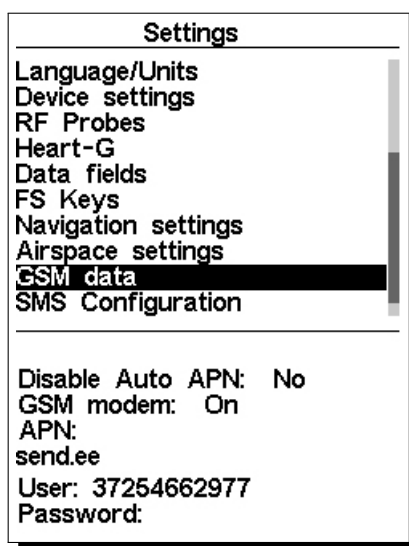 Settings
Language/Units
Device settings
RF Probes
Heart-G
Data fields
FS Keys
Navigation settings
Airspace settings
GSM data
SMS Configuration
Disable Auto APN: No
GSM modem: On
APN:
send.ee
User: 37254662977
Password: